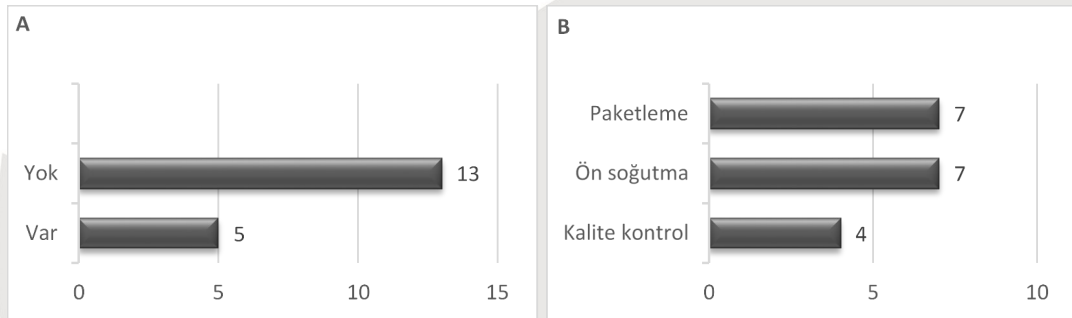 A
Yok 13
Var 5
0 5 10 15
B
Paketleme 7
Ön soğutma 7
Kalite kontrol 4
0 5 10